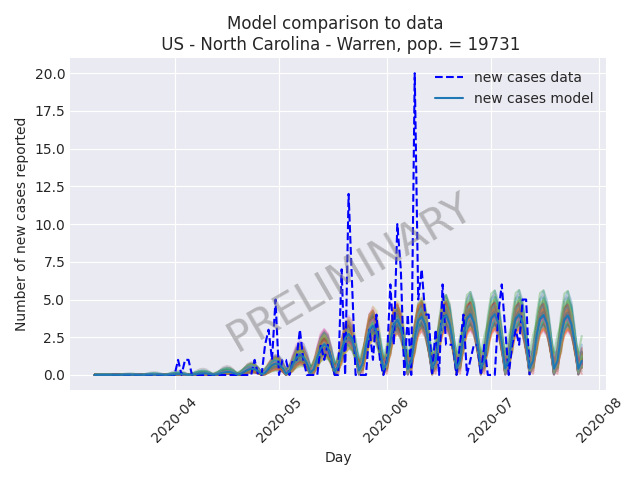 Model comparison to data
US - North Carolina - Warren, pop. = 19731
new cases data
new cases model
Number of new cases reported
20.0
17.5
15.0
12.5
10.0
7.5
5.0
2.5
0.0
PRELIMINARY
2020-04
2020-05
2020-06
2020-07
2020-08
Day